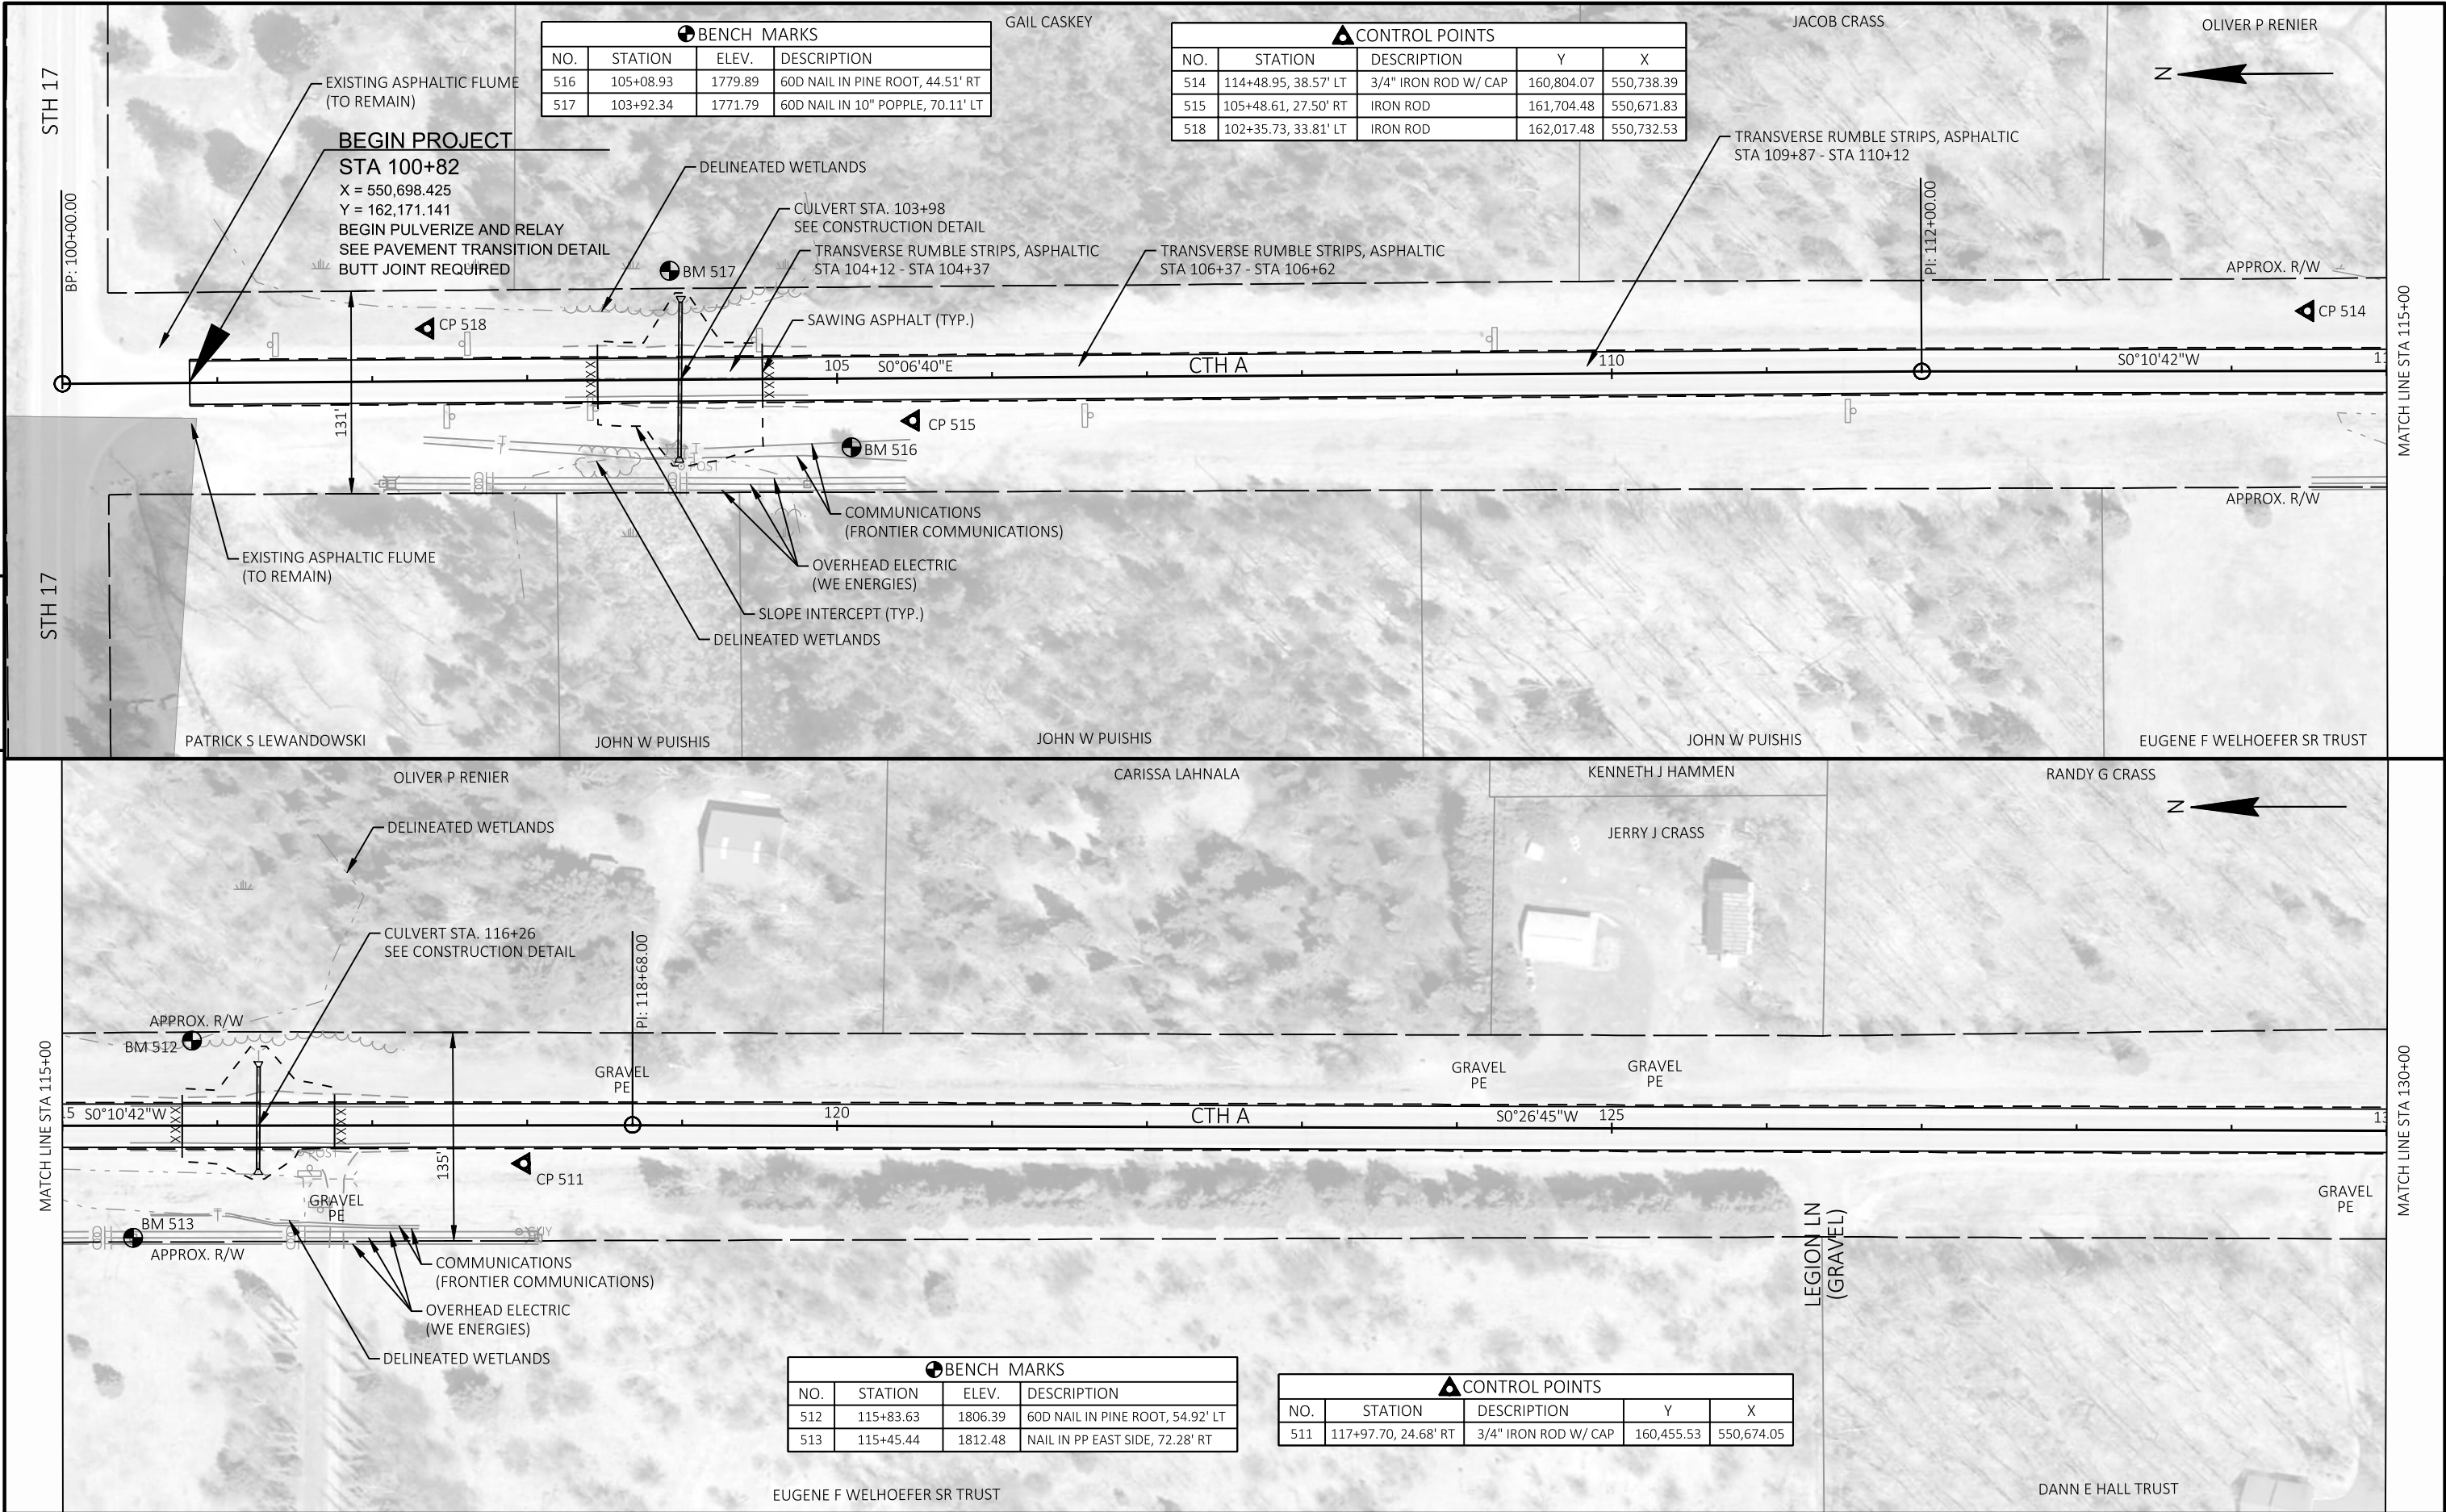 GAIL CASKEY
JACOB CRASS
OLIVER P RENIER
BENCH MARKS
NO. STATION ELEV. DESCRIPTION
516 105+08.93 1779.89 60D NAIL IN PINE ROOT, 44.51' RT
517 103+92.34 1771.79 60D NAIL IN 10" POPPLE, 70.11' LT
CONTROL POINTS
NO. STATION DESCRIPTION Y X
514 114+48.95, 38.57' LT 3/4" IRON ROD W/ CAP 160,804.07 550,738.39
515 105+48.61, 27.50' RT IRON ROD 161,704.48 550,671.83
518 102+35.73, 33.81' LT IRON ROD 162,017.48 550,732.53
N
STH 17
EXISTING ASPHALTIC FLUME
(TO REMAIN)
BEGIN PROJECT
STA 100+82
X = 550,698.425
Y = 162,171.141
BEGIN PULVERIZE AND RELAY
SEE PAVEMENT TRANSITION DETAIL
BUTT JOINT REQUIRED
BP: 100+00.00
DELINEATED WETLANDS
CULVERT STA. 103+98
SEE CONSTRUCTION DETAIL
TRANSVERSE RUMBLE STRIPS, ASPHALTIC
STA 104+12 - STA 104+37
TRANSVERSE RUMBLE STRIPS, ASPHALTIC
STA 106+37 - STA 106+62
TRANSVERSE RUMBLE STRIPS, ASPHALTIC
STA 109+87 - STA 110+12
PI: 112+00.00
APPROX. R/W
BM 517
CP 518
SAWING ASPHALT (TYP.)
CP 514
MATCH LINE STA 115+00
105
S0°06'40"E
CTH A
110
S0°10'42"W
11
XXXX
XXXX
131'
CP 515
BM 516
T
T
POST
OH
OH
APPROX. R/W
COMMUNICATIONS
(FRONTIER COMMUNICATIONS)
EXISTING ASPHALTIC FLUME
(TO REMAIN)
OVERHEAD ELECTRIC
(WE ENERGIES)
SLOPE INTERCEPT (TYP.)
DELINEATED WETLANDS
STH 17
PATRICK S LEWANDOWSKI
JOHN W PUISHIS
JOHN W PUISHIS
JOHN W PUISHIS
EUGENE F WELHOEFER SR TRUST
OLIVER P RENIER
CARISSA LAHNALA
KENNETH J HAMMEN
RANDY G CRASS
N
JERRY J CRASS
DELINEATED WETLANDS
CULVERT STA. 116+26
SEE CONSTRUCTION DETAIL
PI: 118+68.00
APPROX. R/W
BM 512
GRAVEL
PE
GRAVEL
PE
GRAVEL
PE
MATCH LINE STA 115+00
.5 S0°10'42"W
XXXX
XXXX
120
CTH A
S0°26'45"W
125
13
MATCH LINE STA 130+00
POST
135'
CP 511
GRAVEL
PE
T
BM 513
OH
OH
GUY
APPROX. R/W
GRAVEL
PE
LEGION LN
(GRAVEL)
COMMUNICATIONS
(FRONTIER COMMUNICATIONS)
OVERHEAD ELECTRIC
(WE ENERGIES)
DELINEATED WETLANDS
BENCH MARKS
NO. STATION ELEV. DESCRIPTION
512 115+83.63 1806.39 60D NAIL IN PINE ROOT, 54.92' LT
513 115+45.44 1812.48 NAIL IN PP EAST SIDE, 72.28' RT
CONTROL POINTS
NO. STATION DESCRIPTION Y X
511 117+97.70, 24.68' RT 3/4" IRON ROD W/ CAP 160,455.53 550,674.05
EUGENE F WELHOEFER SR TRUST
DANN E HALL TRUST